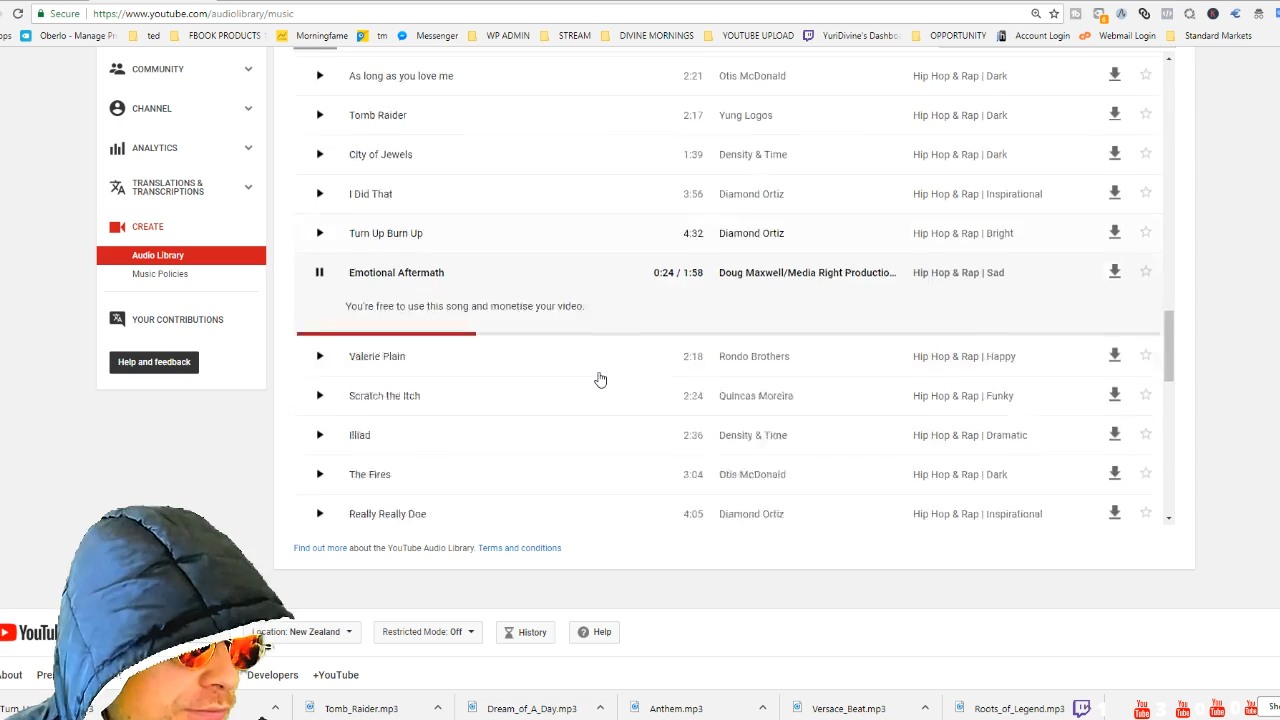 Secure | https://www.youtube.com/audiolibrary/music
Oberlo - Manage Pro ted FBOOK PRODUCTS Morningfame tm Messenger WP ADMIN STREAM DIVINE MORNINGS YOUTUBE UPLOAD YunDivine's Dashb OPPORTUNITY Account Login Webmail Login Standard Markets
COMMUNITY
CHANNEL
ANALYTICS
TRANSLATIONS &
TRANSCRIPTIONS
CREATE
Audio Library
Music Policies
YOUR CONTRIBUTIONS
Help and feedback
As long as you love me 2:21 Otis McDonald Hip Hop & Rap | Dark
Tomb Raider 2:17 Yung Logos Hip Hop & Rap | Dark
City of Jewels 1:39 Density & Time Hip Hop & Rap | Dark
I Did That 3:56 Diamond Ortiz Hip Hop & Rap | Inspirational
Turn Up Burn Up 4:32 Diamond Ortiz Hip Hop & Rap | Bright
Emotional Aftermath 0:24 / 1:58 Doug Maxwell/Media Right Productio... Hip Hop & Rap | Sad
You're free to use this song and monetise your video.
Valerie Plain 2:18 Rondo Brothers Hip Hop & Rap | Happy
Scratch the Itch 2:24 Quincas Moreira Hip Hop & Rap | Funky
Illiad 2:36 Density & Time Hip Hop & Rap | Dramatic
The Fires 3:04 Otis McDonald Hip Hop & Rap | Dark
Really Really Doe 4:05 Diamond Ortiz Hip Hop & Rap | Inspirational
Find out more about the YouTube Audio Library. Terms and conditions
YouTu Location: New Zealand Restricted Mode: Off History Help
About Pre Developers +YouTube
Tomb_Raider.mp3 Dream_of_A_Day.mp3 Anthem.mp3 Versace_Beat.mp3 Roots_of_Legend.mp3